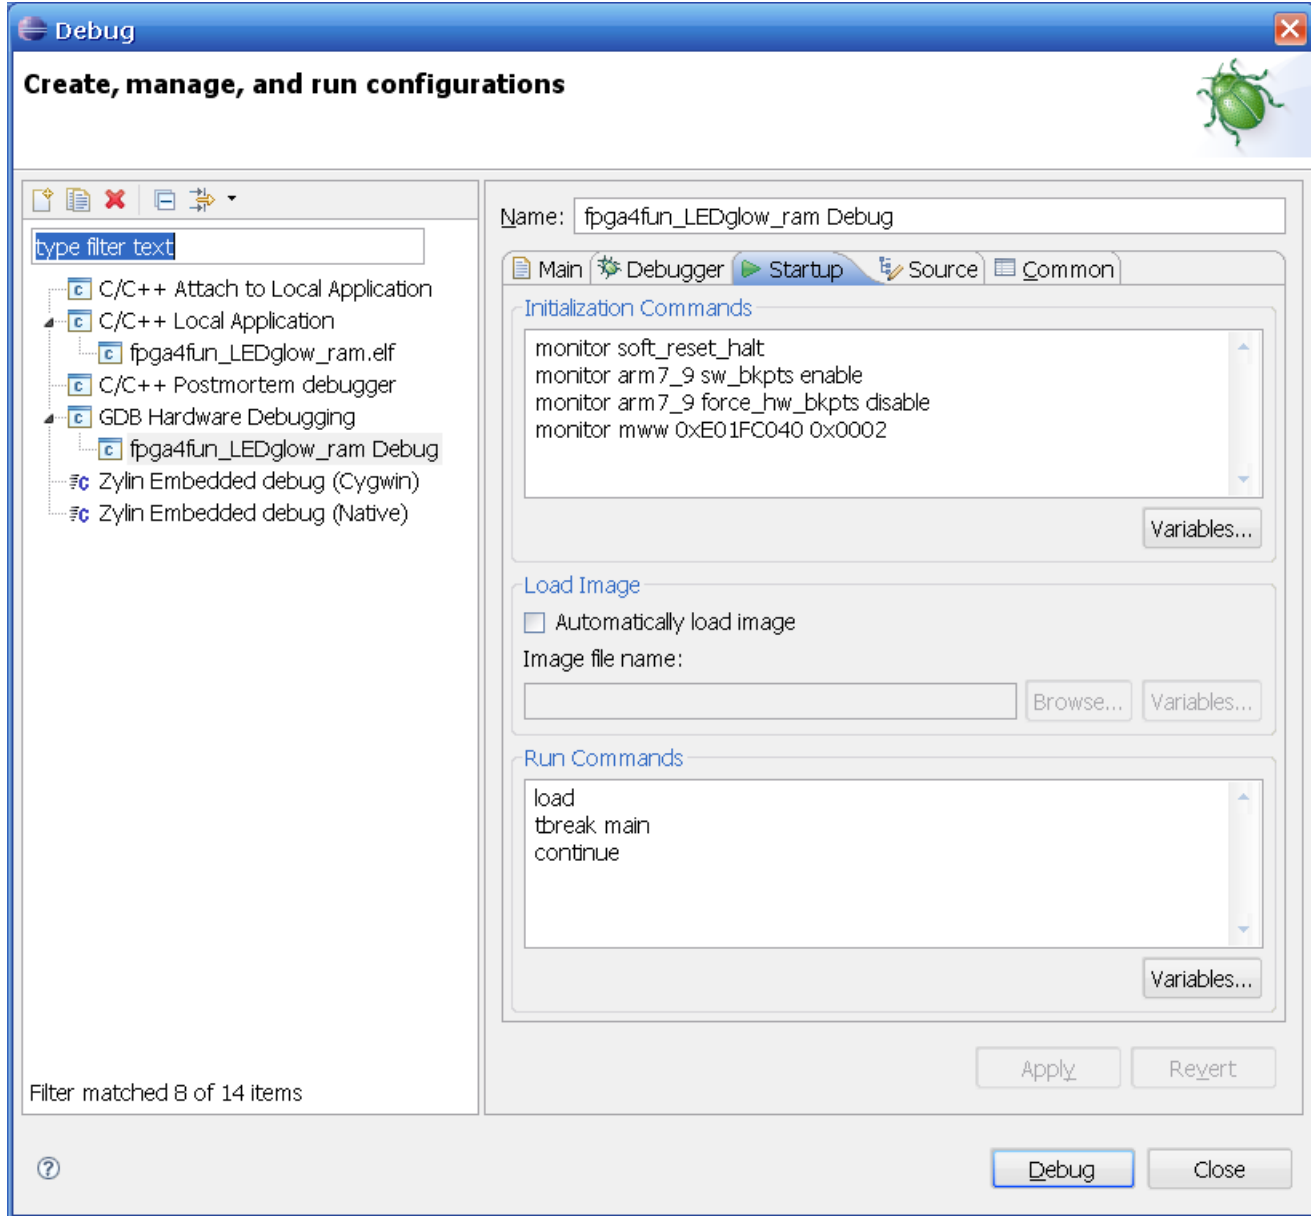 Debug
Create, manage, and run configurations
type filter text
C/C++ Attach to Local Application
C/C++ Local Application
fpga4fun_LEDglow_ram.elf
C/C++ Postmortem debugger
GDB Hardware Debugging
fpga4fun_LEDglow_ram Debug
Zylin Embedded debug (Cygwin)
Zylin Embedded debug (Native)
Filter matched 8 of 14 items
Name: fpga4fun_LEDglow_ram Debug
Main Debugger Startup Source Common
Initialization Commands
monitor soft_reset_halt
monitor arm7_9 sw_bkpts enable
monitor arm7_9 force_hw_bkpts disable
monitor mww 0xE01FC040 0x0002
Variables...
Load Image
Automatically load image
Image file name:
Browse... Variables...
Run Commands
load
tbreak main
continue
Variables...
Apply Revert
Debug Close